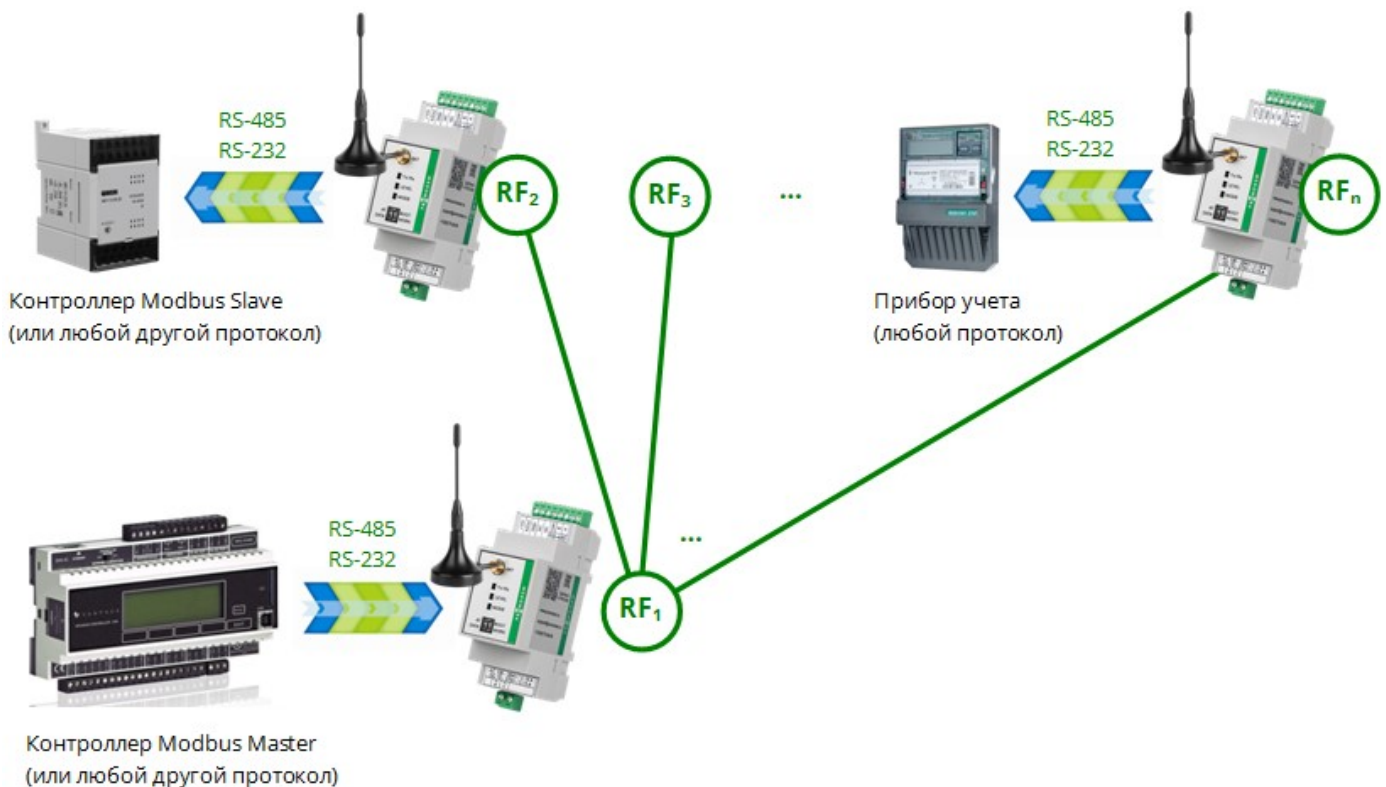 RS-485
RS-232
RF2
RF3
...
RS-485
RS-232
RFn
Контроллер Modbus Slave
(или любой другой протокол)
Прибор учета
(любой протокол)
RS-485
RS-232
...
RF1
Контроллер Modbus Master
(или любой другой протокол)